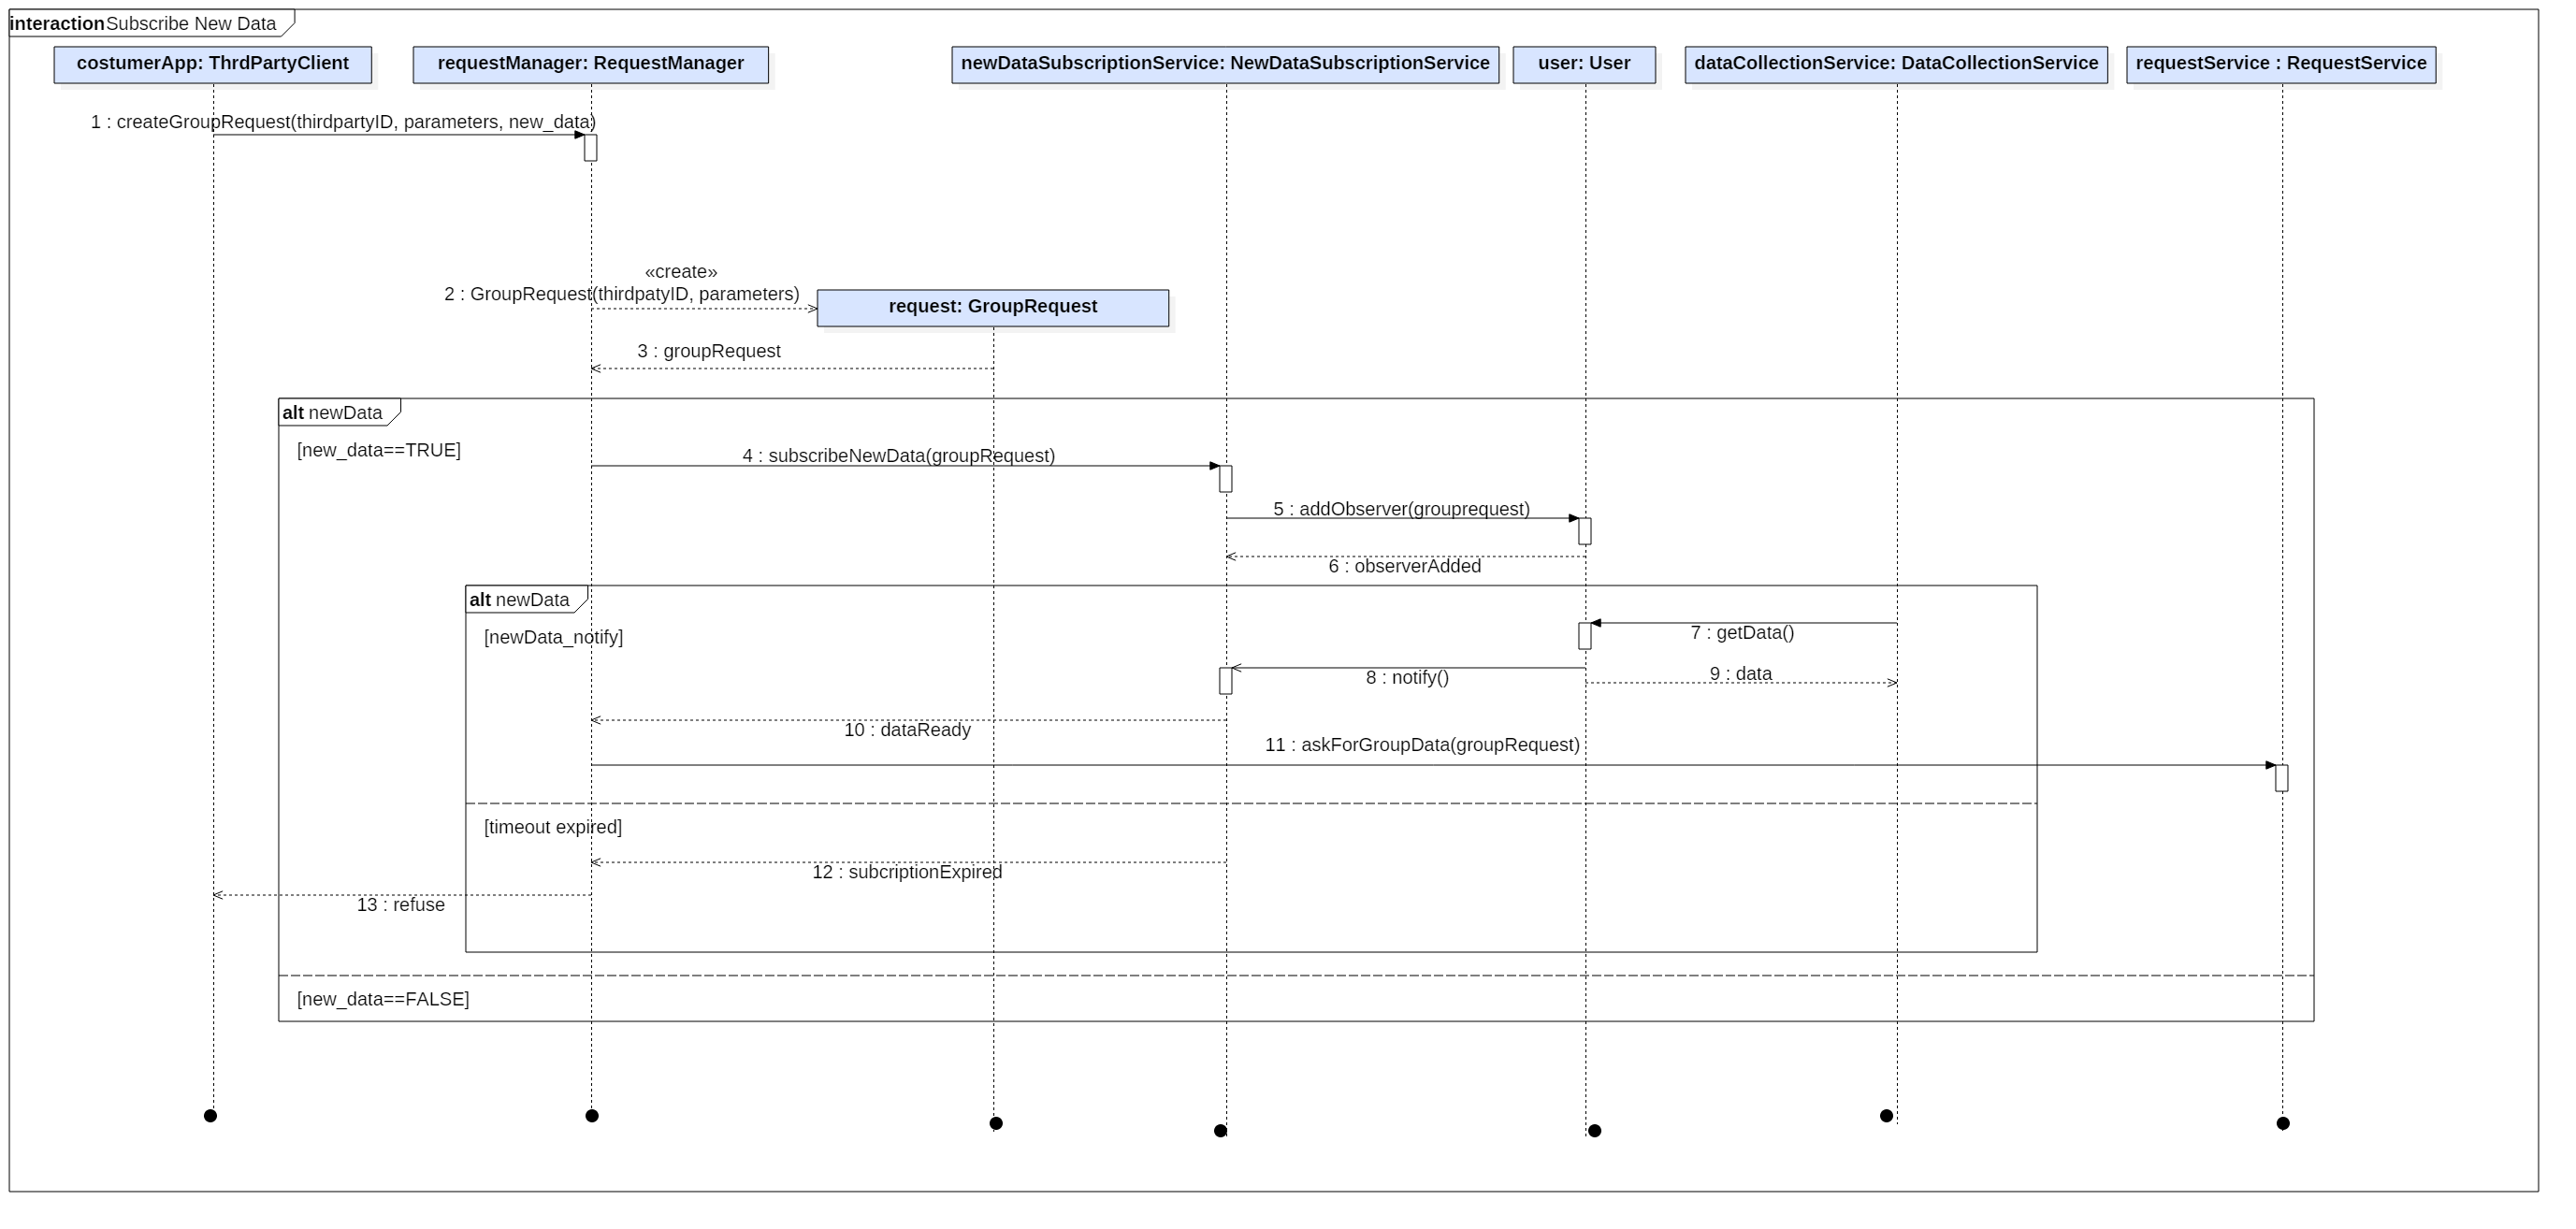 interaction Subscribe New Data
costumerApp: ThrdPartyClient
requestManager: RequestManager
newDataSubscriptionService: NewDataSubscriptionService
user: User
dataCollectionService: DataCollectionService
requestService : RequestService
1 : createGroupRequest(thirdpartyID, parameters, new_data)
«create»
2 : GroupRequest(thirdpatyID, parameters)
request: GroupRequest
3 : groupRequest
alt newData
[new_data==TRUE]
4 : subscribeNewData(groupRequest)
5 : addObserver(grouprequest)
6 : observerAdded
alt newData
[newData_notify]
7 : getData()
8 : notify()
9 : data
10 : dataReady
11 : askForGroupData(groupRequest)
[timeout expired]
12 : subcriptionExpired
13 : refuse
[new_data==FALSE]